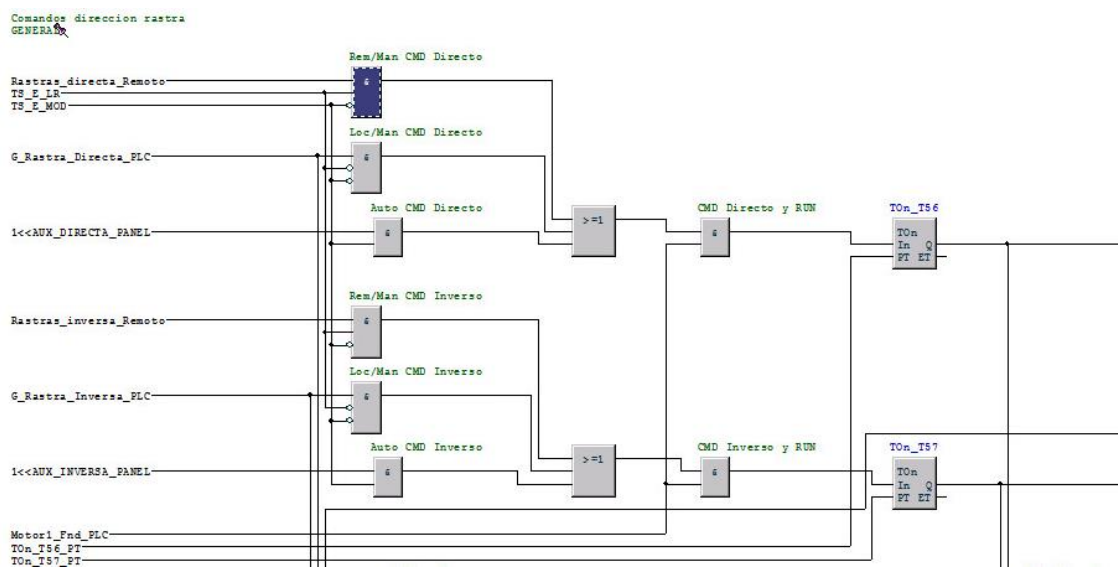 Comandos direccion rastra
GENERAL
Rem/Man CMD Directo
Rastras_directa_Remoto
TS_E_LR
TS_E_MOD
&
Loc/Man CMD Directo
G_Rastra_Directa_PLC
&
Auto CMD Directo
CMD Directo y RUN
TOn_T56
1<<AUX_DIRECTA_PANEL
&
>=1
&
TOn
In Q
PT ET
Rem/Man CMD Inverso
Rastras_inversa_Remoto
&
Loc/Man CMD Inverso
G_Rastra_Inversa_PLC
&
Auto CMD Inverso
CMD Inverso y RUN
TOn_T57
1<<AUX_INVERSA_PANEL
&
>=1
&
TOn
In Q
PT ET
Motor1_Fnd_PLC
TOn_T56_PT
TOn_T57_PT